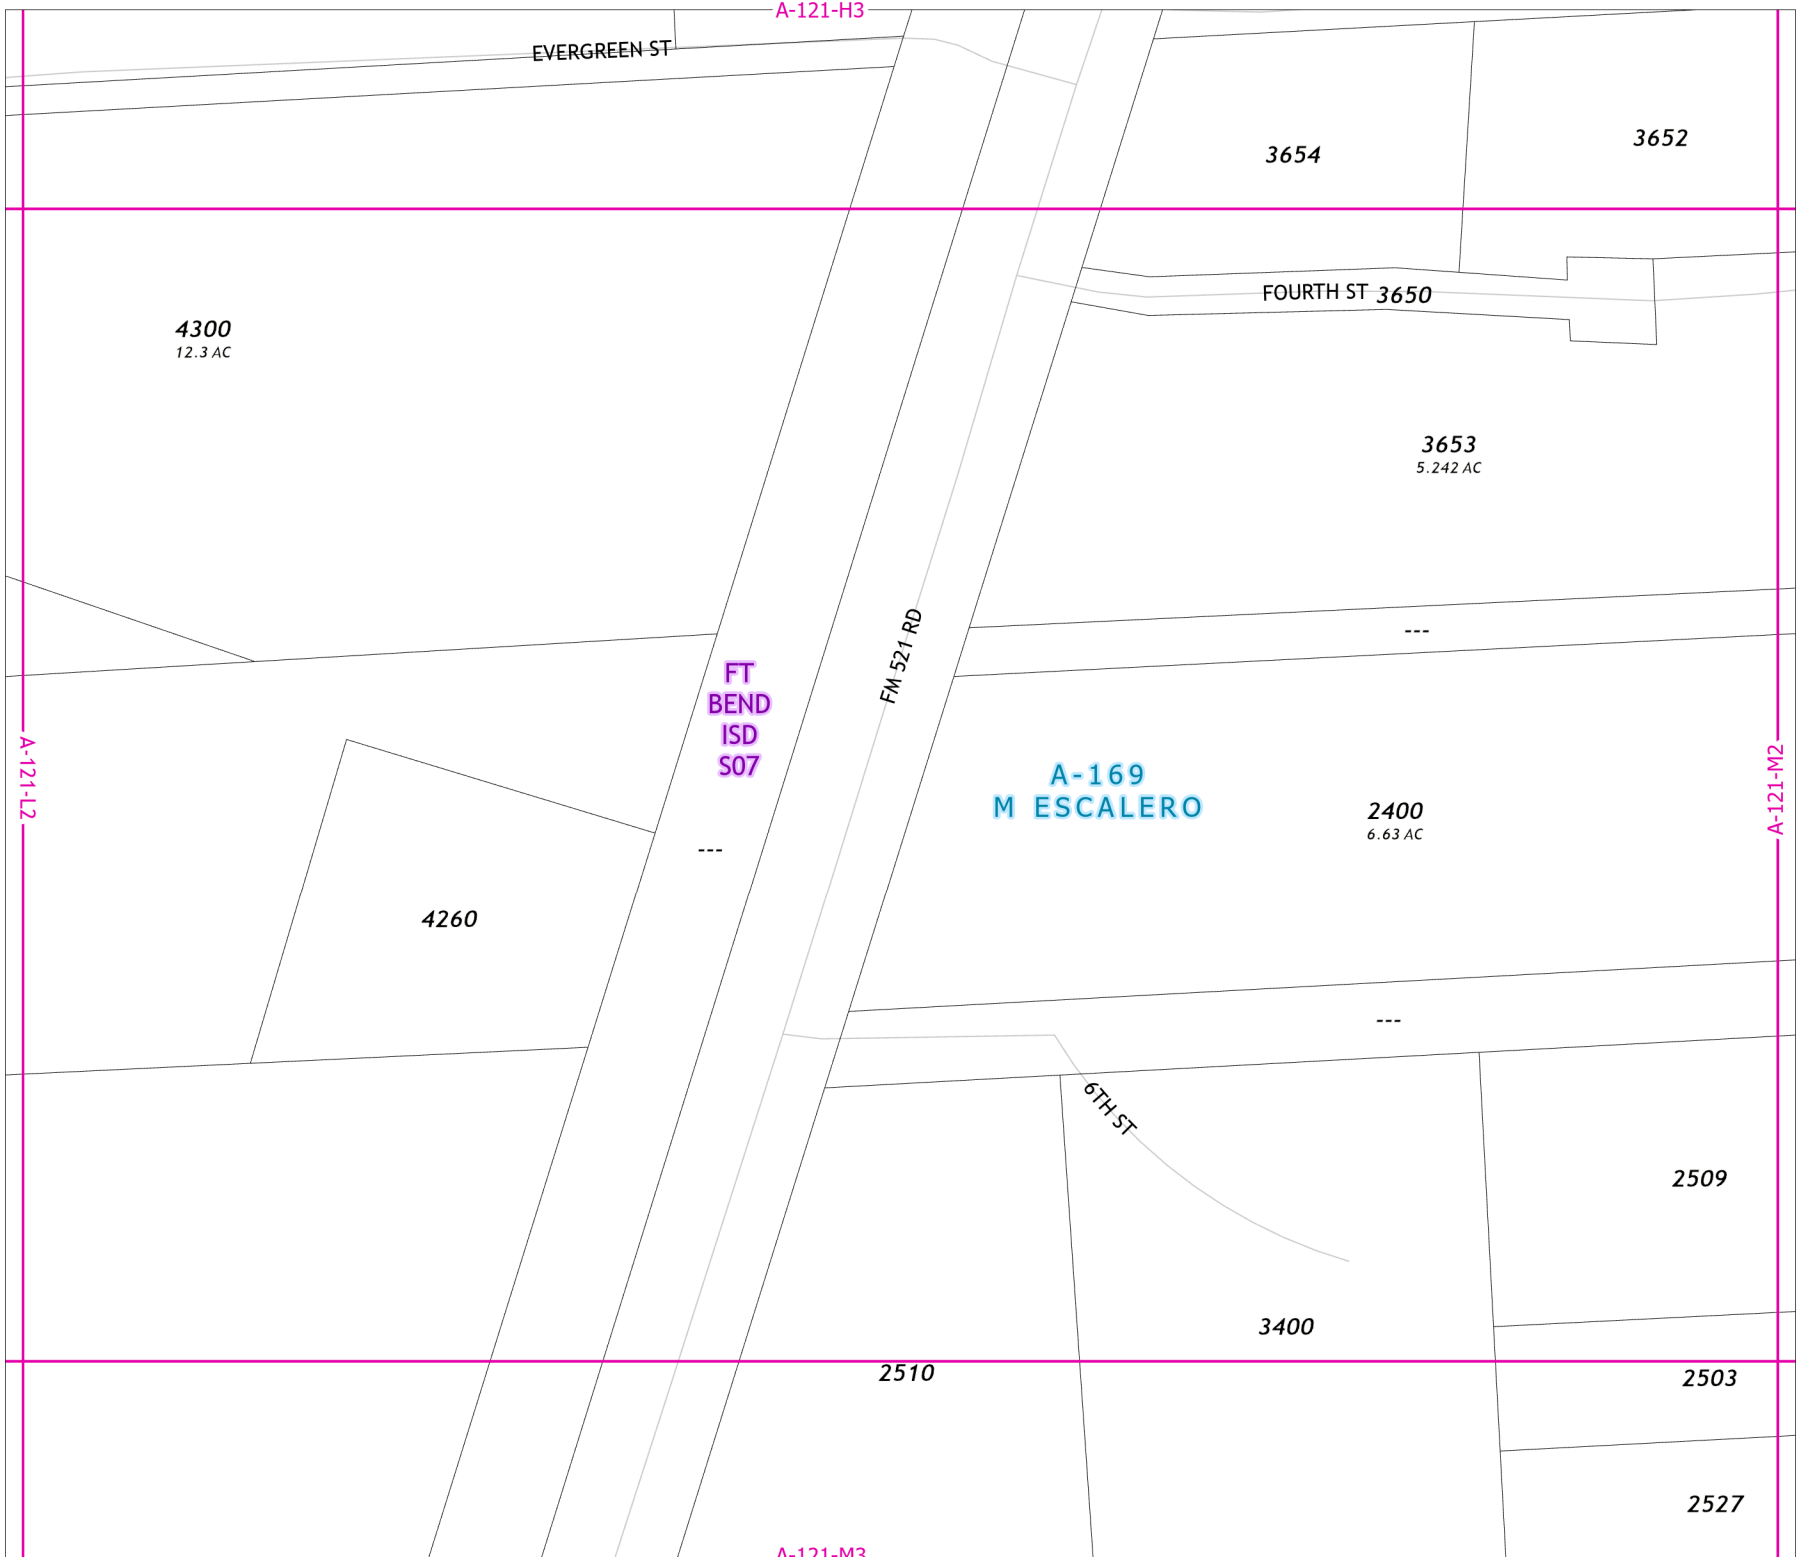 A-121-H3
EVERGREEN ST
3654
3652
FOURTH ST
3650
4300
12.3 AC
3653
5.242 AC
---
FM 521 RD
FT
BEND
ISD
S07
---
A-121-L2
A-169
M ESCALERO
2400
6.63 AC
A-121-M2
4260
---
6TH ST
2509
3400
2510
2503
2527
A-121-M3